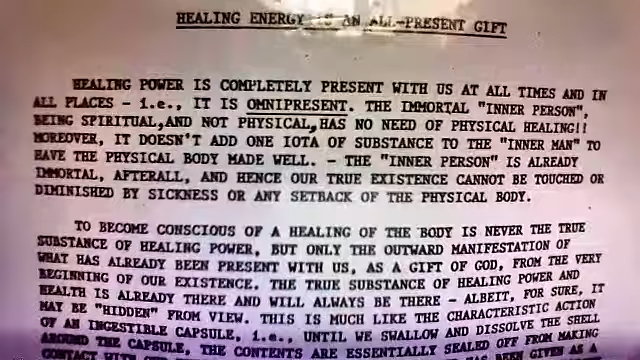 HEALING ENERGY IS AN ALL-PRESENT GIFT
HEALING POWER IS COMPLETELY PRESENT WITH US AT ALL TIMES AND IN
ALL PLACES - i.e., IT IS OMNIPRESENT. THE IMMORTAL "INNER PERSON",
BEING SPIRITUAL,AND NOT PHYSICAL,HAS NO NEED OF PHYSICAL HEALING!!
MOREOVER, IT DOESN'T ADD ONE IOTA OF SUBSTANCE TO THE "INNER MAN" TO
HAVE THE PHYSICAL BODY MADE WELL. - THE "INNER PERSON" IS ALREADY
IMMORTAL, AFTERALL, AND HENCE OUR TRUE EXISTENCE CANNOT BE TOUCHED OR
DIMINISHED BY SICKNESS OR ANY SETBACK OF THE PHYSICAL BODY.
TO BECOME CONSCIOUS OF A HEALING OF THE BODY IS NEVER THE TRUE
SUBSTANCE OF HEALING POWER, BUT ONLY THE OUTWARD MANIFESTATION OF
WHAT HAS ALREADY BEEN PRESENT WITH US, AS A GIFT OF GOD, FROM THE VERY
BEGINNING OF OUR EXISTENCE. THE TRUE SUBSTANCE OF HEALING POWER AND
HEALTH IS ALREADY THERE AND WILL ALWAYS BE THERE - ALBEIT, FOR SURE, IT
MAY BE "HIDDEN" FROM VIEW. THIS IS MUCH LIKE THE CHARACTERISTIC ACTION
OF AN INGESTIBLE CAPSULE, i.e., UNTIL WE SWALLOW AND DISSOLVE THE SHELL
AROUND THE CAPSULE, THE CONTENTS ARE ESSENTIALLY SEALED OFF FROM MAKING
CONTACT WITH BEEN GIVEN AS A